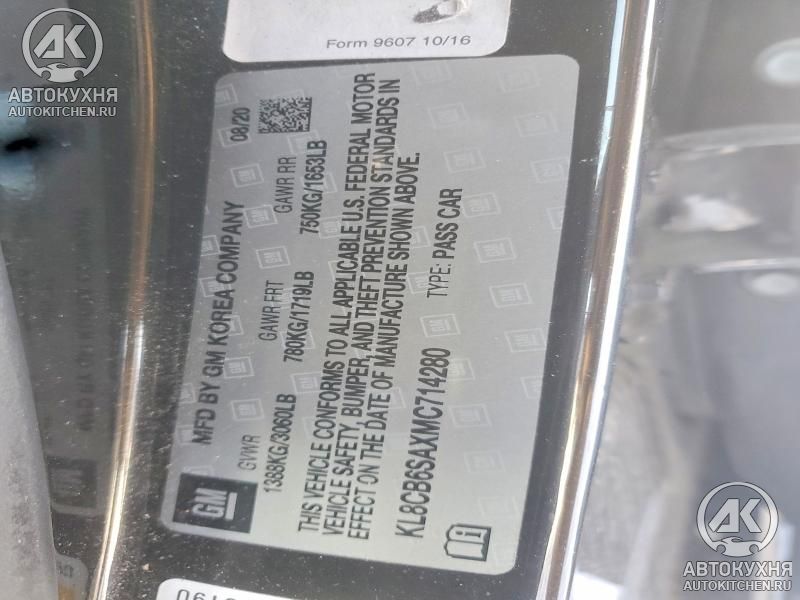 Form 9607 10/16
АК
АВТОКУХНЯ
AUTOKITCHEN.RU
GM
MFD BY GM KOREA COMPANY 08/20
GVWR GAWR FRT GAWR RR
1388KG/3060LB 780KG/1719LB 750KG/1653LB
THIS VEHICLE CONFORMS TO ALL APPLICABLE U.S. FEDERAL MOTOR
VEHICLE SAFETY, BUMPER, AND THEFT PREVENTION STANDARDS IN
EFFECT ON THE DATE OF MANUFACTURE SHOWN ABOVE.
KL8CB6SAXMC714280 TYPE: PASS CAR
АК
АВТОКУХНЯ
AUTOKITCHEN.RU